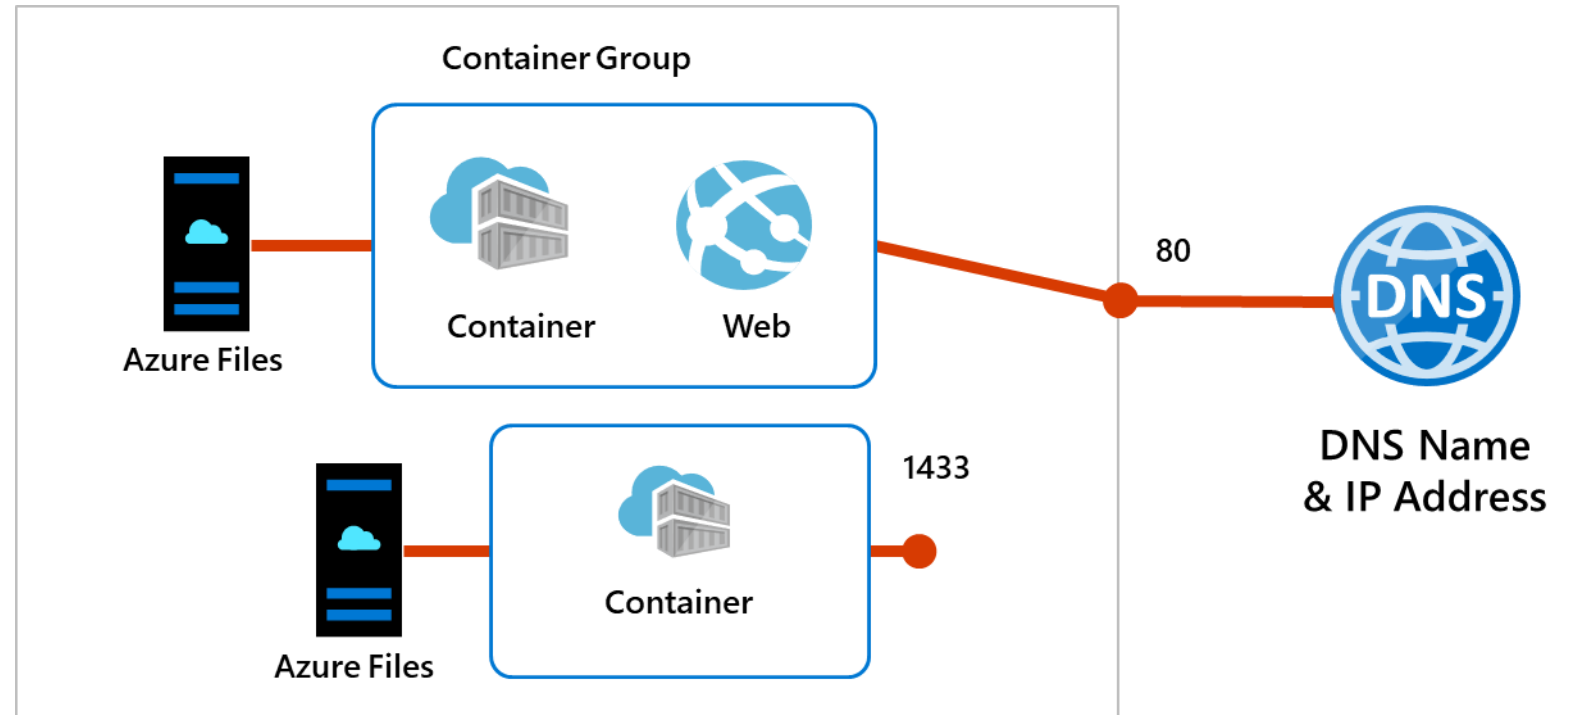 Container Group
Container
Web
Azure Files
80
DNS
DNS Name
& IP Address
1433
Container
Azure Files